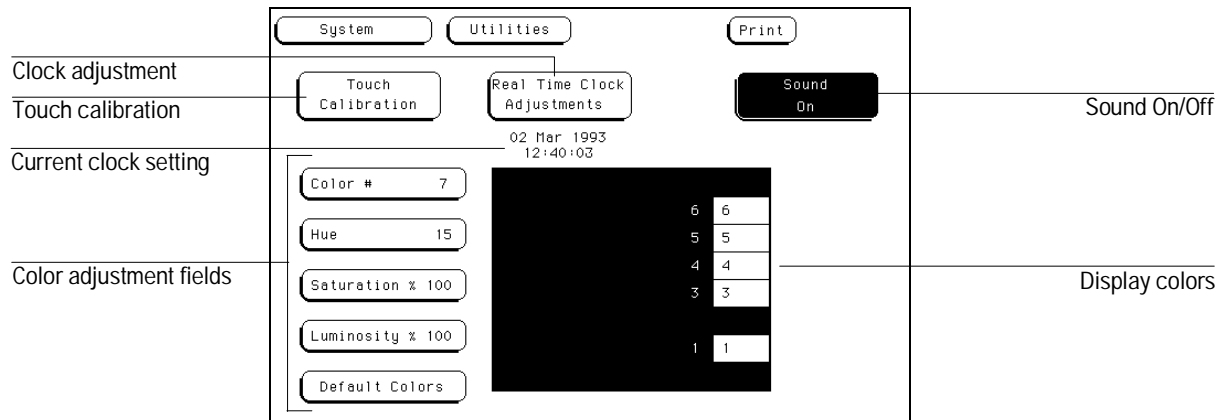 System Utilities Print
Clock adjustment
Touch calibration
Touch
Calibration
Real Time Clock
Adjustments
Sound
On
Sound On/Off
02 Mar 1993
12:40:03
Current clock setting
Color # 7
Hue 15
Saturation % 100
Luminosity % 100
Default Colors
Color adjustment fields
6 6
5 5
4 4
3 3
1 1
Display colors